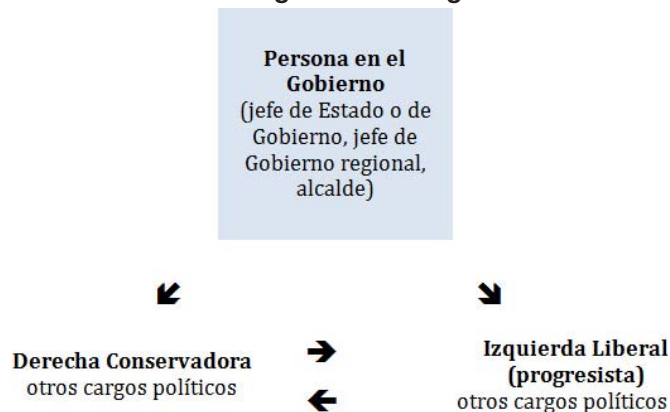 Persona en el
Gobierno
(jefe de Estado o de
Gobierno, jefe de
Gobierno regional,
alcalde)
Derecha Conservadora
otros cargos políticos
Izquierda Liberal
(progresista)
otros cargos políticos